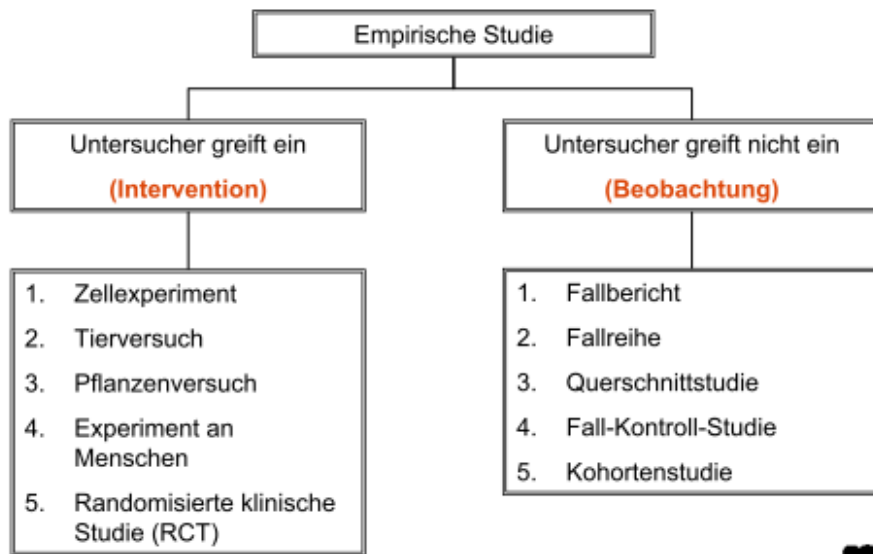 Empirische Studie
Untersucher greift ein
(Intervention)
Untersucher greift nicht ein
(Beobachtung)
1. Zellexperiment
2. Tierversuch
3. Pflanzenversuch
4. Experiment an
Menschen
5. Randomisierte klinische
Studie (RCT)
1. Fallbericht
2. Fallreihe
3. Querschnittstudie
4. Fall-Kontroll-Studie
5. Kohortenstudie